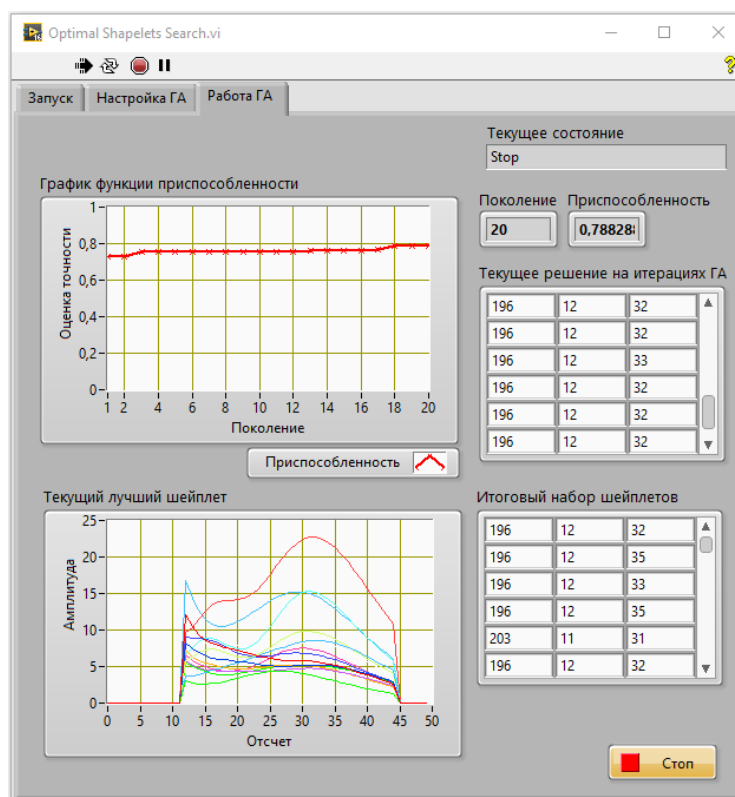 Optimal Shapelets Search.vi
Запуск Настройка ГА Работа ГА
Текущее состояние
Stop
График функции приспособленности
Поколение Приспособленность
20 0,78828
Оценка точности
1
0,8
0,6
0,4
0,2
0
1 2 4 6 8 10 12 14 16 18 20
Поколение
Приспособленность
Текущее решение на итерациях ГА
196 12 32
196 12 32
196 12 33
196 12 32
196 12 32
196 12 32
Текущий лучший шейплет
Амплитуда
25
20
15
10
5
0
0 5 10 15 20 25 30 35 40 45 50
Отсчет
Итоговый набор шейплетов
196 12 32
196 12 35
196 12 33
196 12 35
203 11 31
196 12 32
Стоп